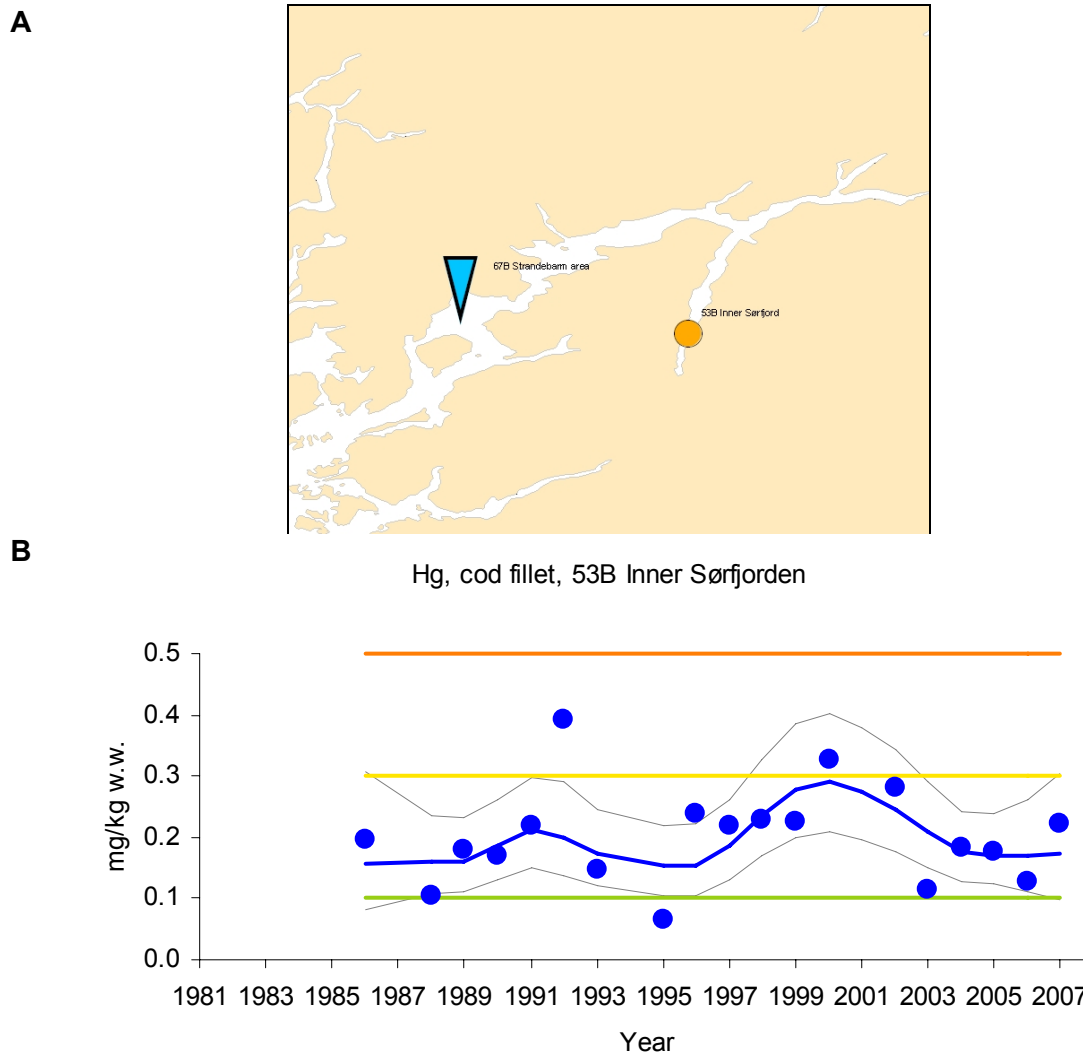 A
67B Strandebarm area
53B Inner Sørfjord
B
Hg, cod fillet, 53B Inner Sørfjorden
mg/kg w.w.
0.5
0.4
0.3
0.2
0.1
0.0
1981 1983 1985 1987 1989 1991 1993 1995 1997 1999 2001 2003 2005 2007
Year